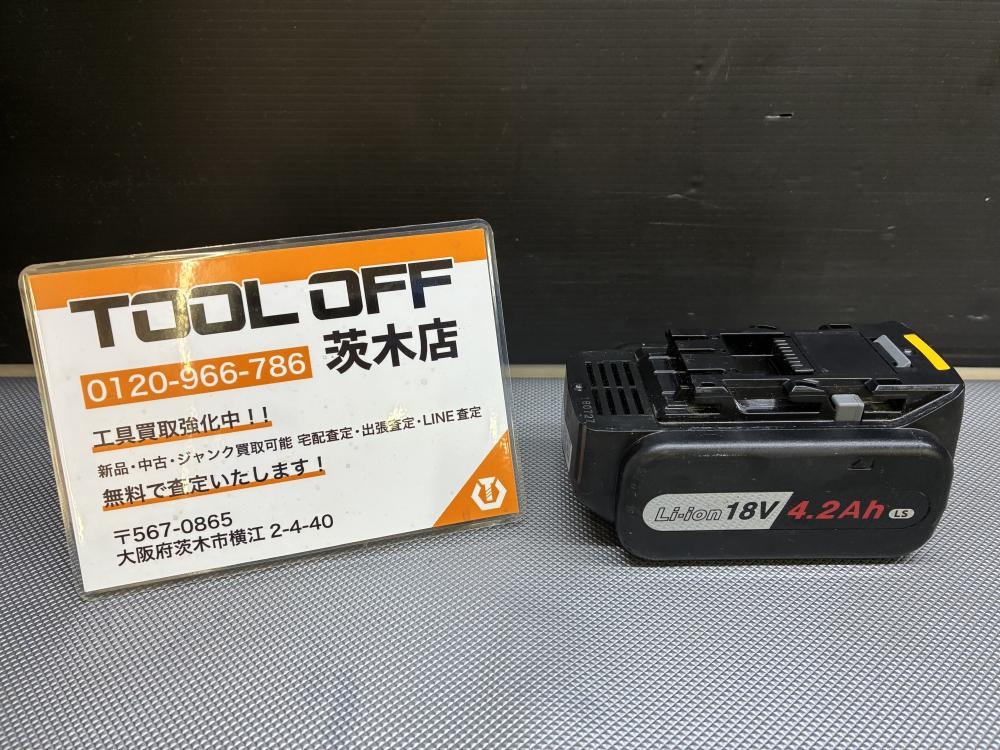 TOOL OFF
0120-966-786 茨木店
工具買取強化中！！
新品・中古・ジャンク買取可能 宅配査定・出張査定・LINE査定
無料で査定いたします！
〒567-0865
大阪府茨木市横江 2-4-40
Li-ion 18V 4.2Ah LS